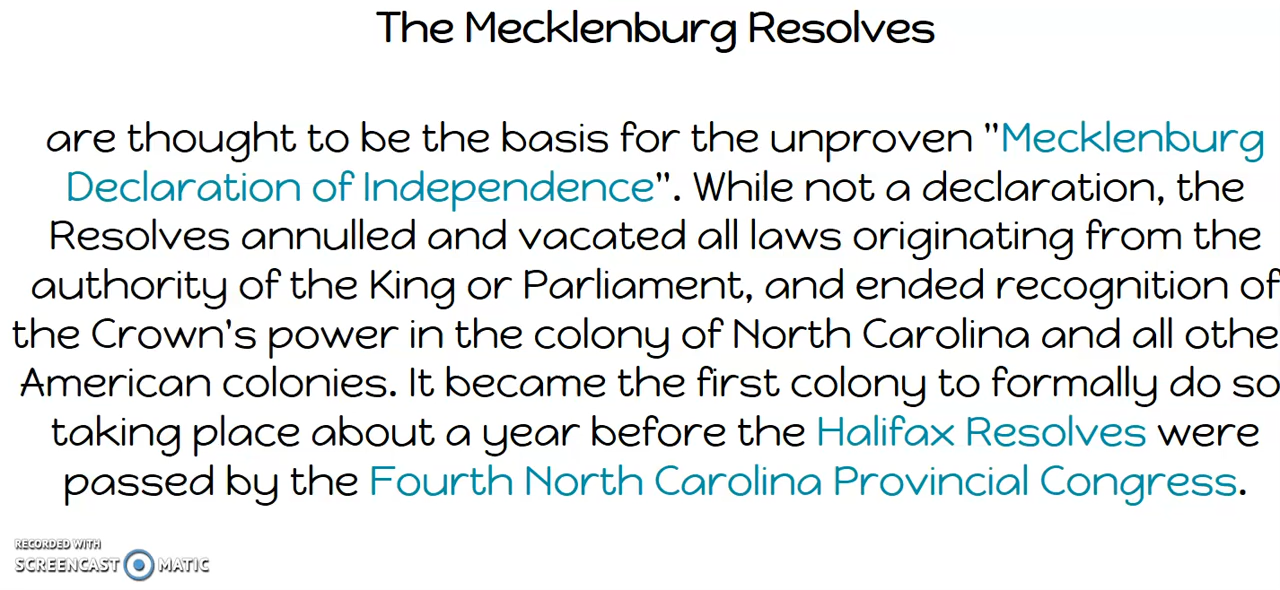 The Mecklenburg Resolves
are thought to be the basis for the unproven "Mecklenburg
Declaration of Independence". While not a declaration, the
Resolves annulled and vacated all laws originating from the
authority of the King or Parliament, and ended recognition of
the Crown's power in the colony of North Carolina and all othe
American colonies. It became the first colony to formally do so
taking place about a year before the Halifax Resolves were
passed by the Fourth North Carolina Provincial Congress.
RECORDED WITH
SCREENCAST MATIC